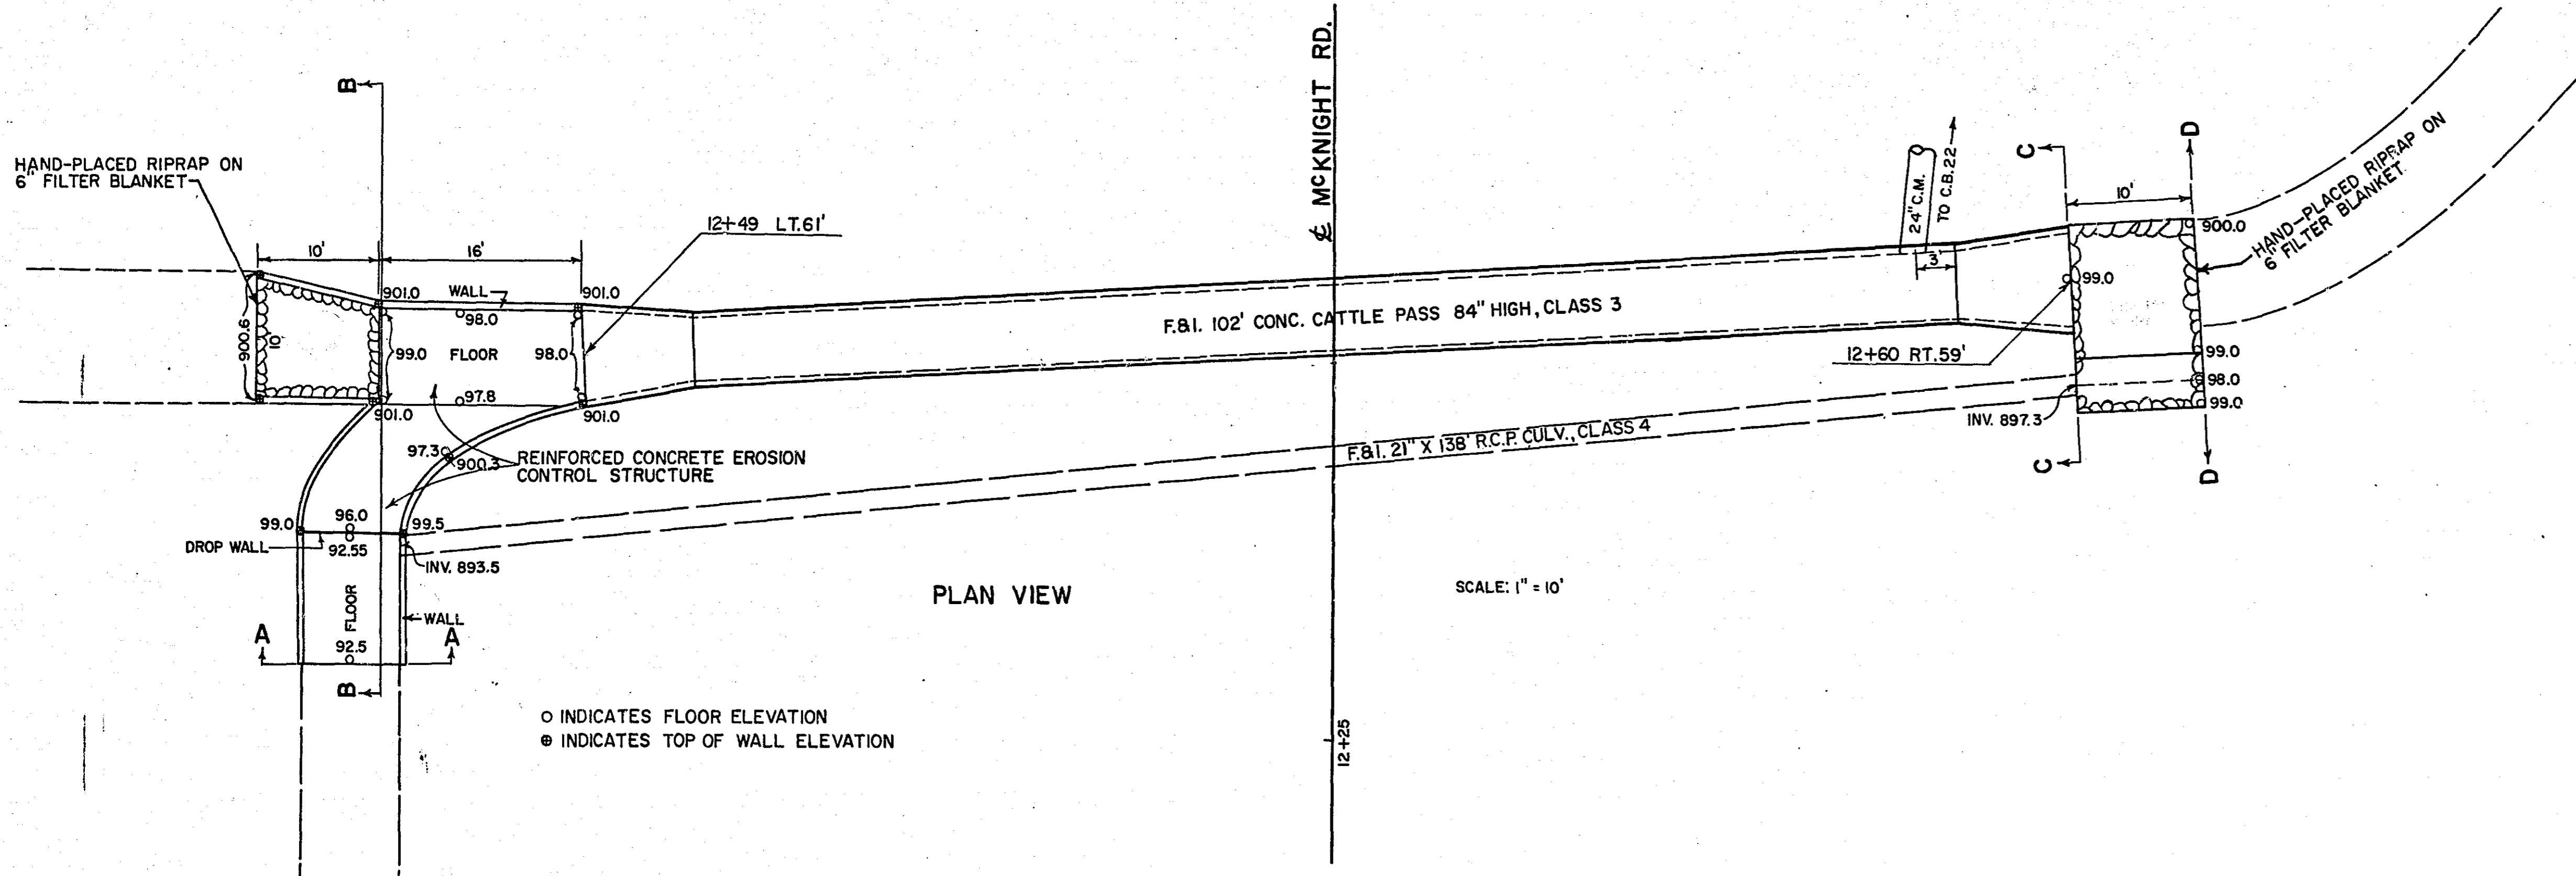 B
HAND-PLACED RIPRAP ON
6" FILTER BLANKET
10'
16'
12+49 LT.61'
901.0
WALL
901.0
98.0
900.6
10'
99.0
FLOOR
98.0
97.8
901.0
901.0
97.3
900.3
REINFORCED CONCRETE EROSION
CONTROL STRUCTURE
99.0
96.0
99.5
DROP WALL
92.55
INV. 893.5
FLOOR
WALL
A
A
92.5
B
℄ McKNIGHT RD.
F.&I. 102' CONC. CATTLE PASS 84" HIGH, CLASS 3
F.&I. 21" X 138' R.C.P. CULV., CLASS 4
24" C.M.
TO C.B.22
3'
C
D
10'
900.0
HAND-PLACED RIPRAP ON
6" FILTER BLANKET
99.0
12+60 RT.59'
99.0
98.0
99.0
INV. 897.3
C
D
PLAN VIEW
SCALE: 1" = 10'
O INDICATES FLOOR ELEVATION
⊕ INDICATES TOP OF WALL ELEVATION
12+25